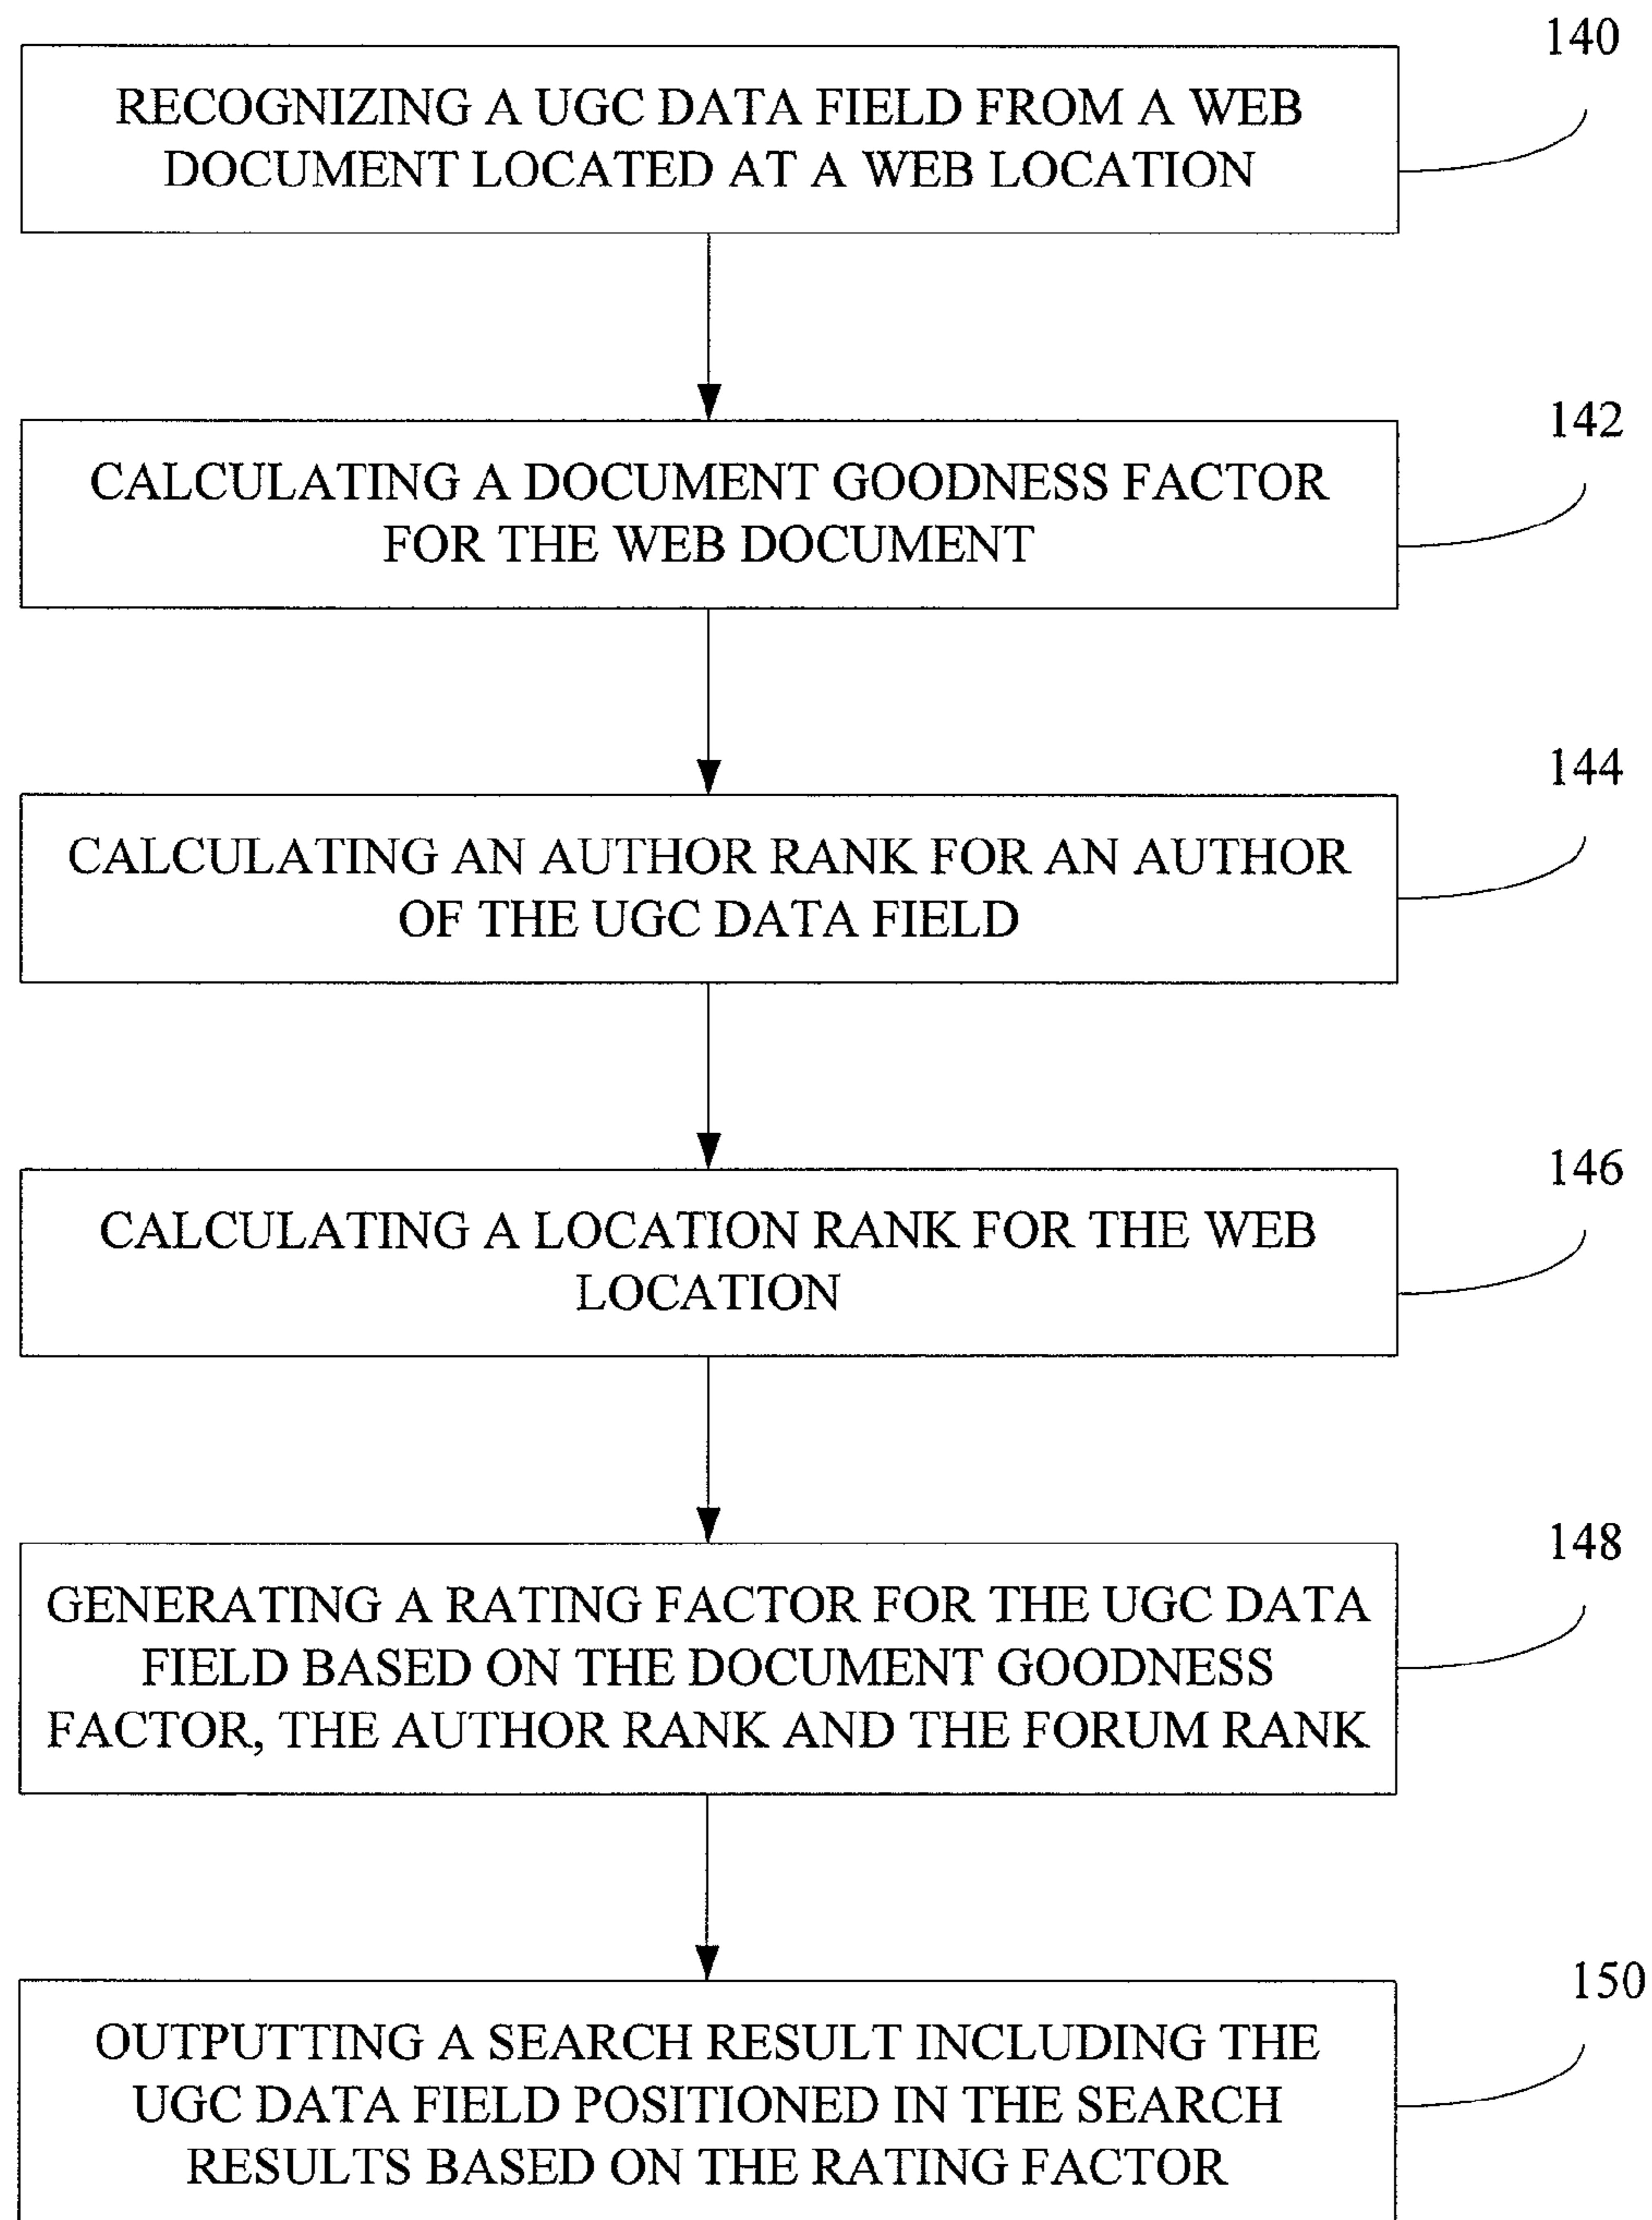 140
RECOGNIZING A UGC DATA FIELD FROM A WEB
DOCUMENT LOCATED AT A WEB LOCATION
142
CALCULATING A DOCUMENT GOODNESS FACTOR
FOR THE WEB DOCUMENT
144
CALCULATING AN AUTHOR RANK FOR AN AUTHOR
OF THE UGC DATA FIELD
146
CALCULATING A LOCATION RANK FOR THE WEB
LOCATION
148
GENERATING A RATING FACTOR FOR THE UGC DATA
FIELD BASED ON THE DOCUMENT GOODNESS
FACTOR, THE AUTHOR RANK AND THE FORUM RANK
150
OUTPUTTING A SEARCH RESULT INCLUDING THE
UGC DATA FIELD POSITIONED IN THE SEARCH
RESULTS BASED ON THE RATING FACTOR